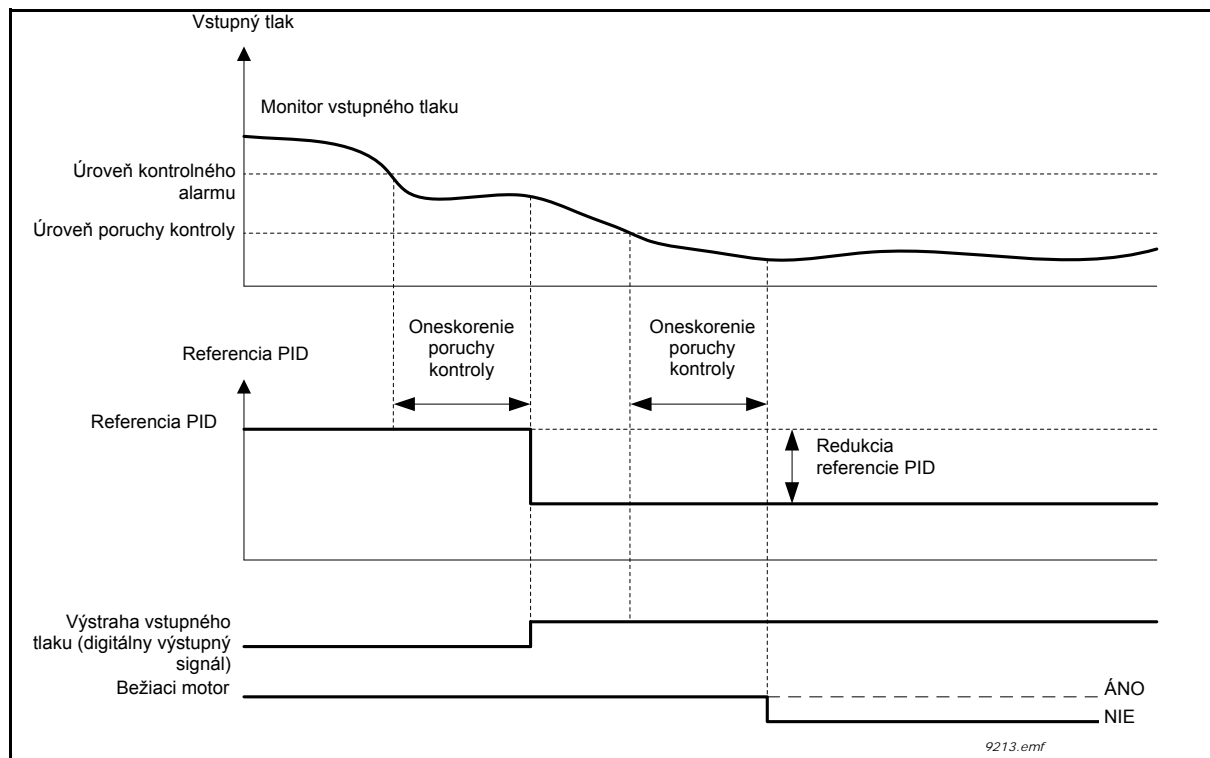 Vstupný tlak
Monitor vstupného tlaku
Úroveň kontrolného
alarmu
Úroveň poruchy kontroly
Oneskorenie
poruchy
kontroly
Oneskorenie
poruchy
kontroly
Referencia PID
Referencia PID
Redukcia
referencie PID
Výstraha vstupného
tlaku (digitálny výstupný
signál)
Bežiaci motor
ÁNO
NIE
9213.emf